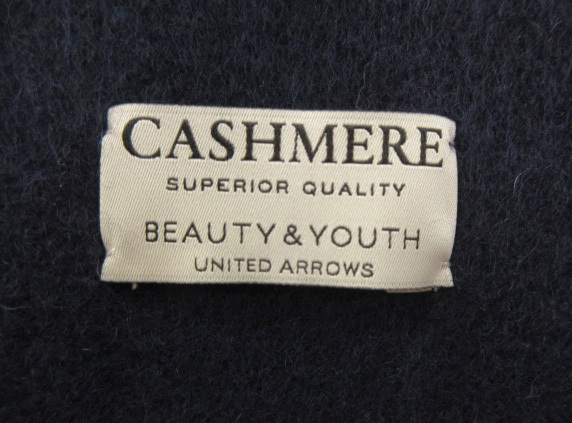 CASHMERE
SUPERIOR QUALITY
BEAUTY & YOUTH
UNITED ARROWS